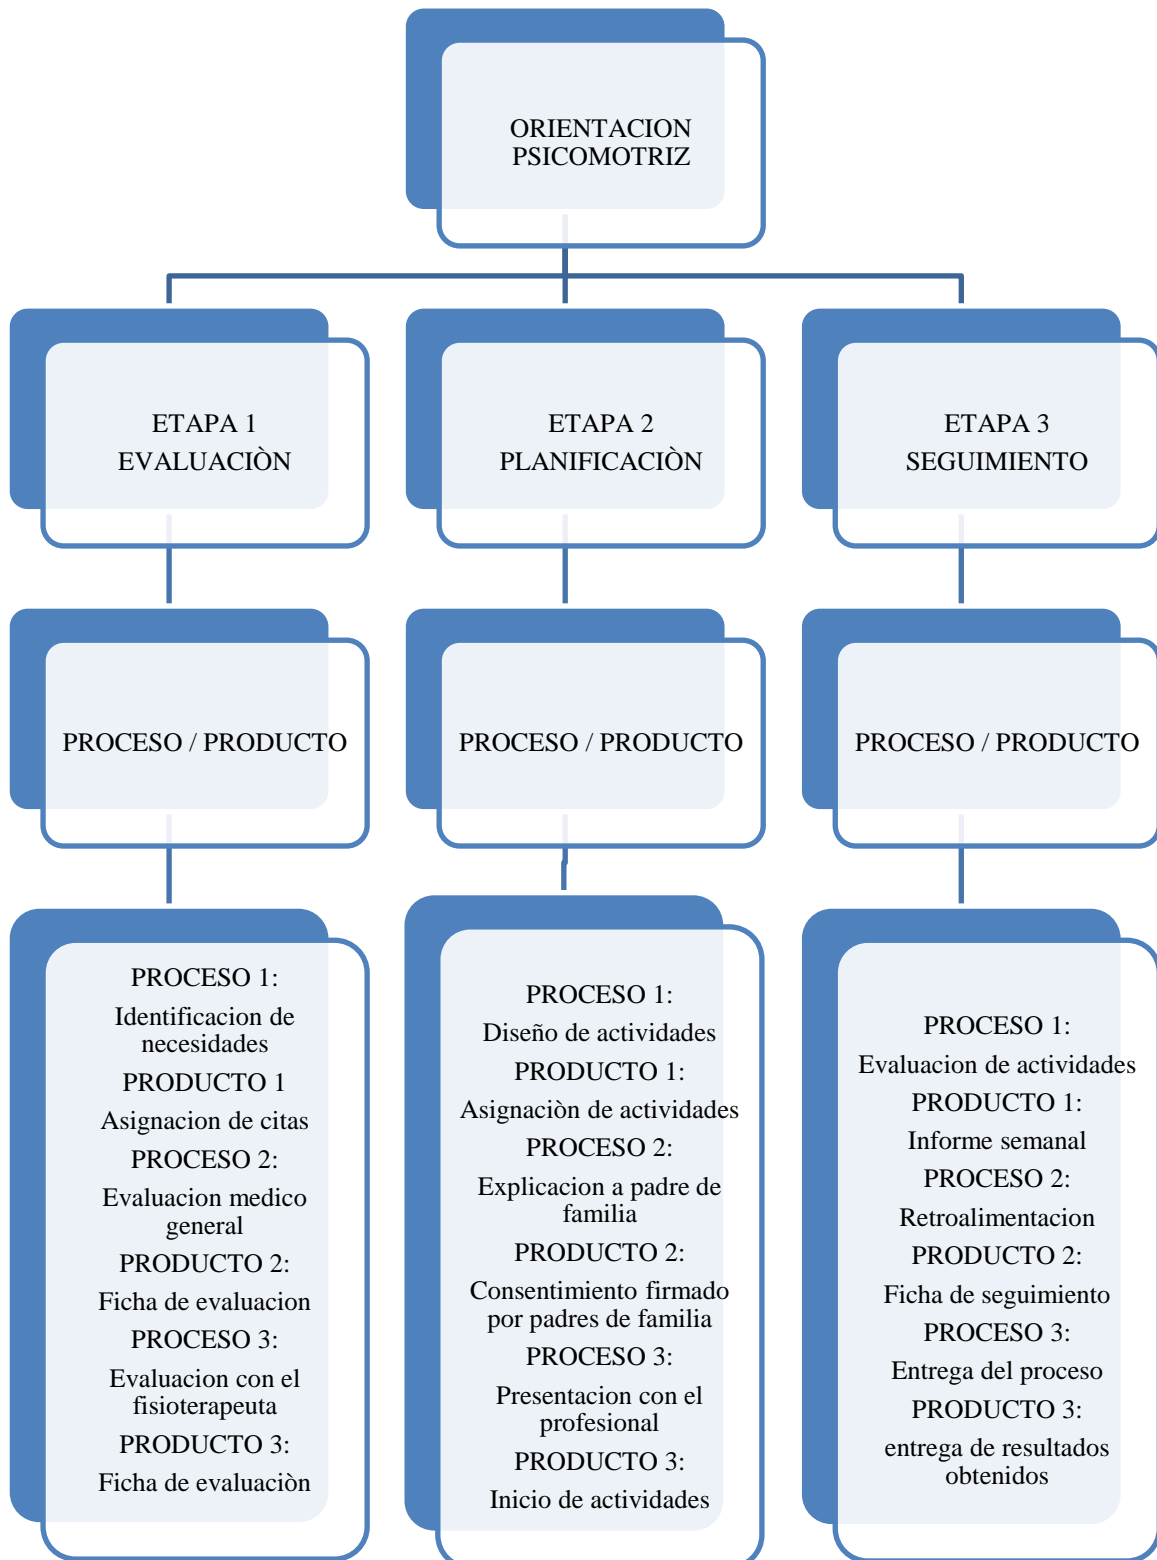 ORIENTACION
PSICOMOTRIZ
ETAPA 1
EVALUACIÒN
ETAPA 2
PLANIFICACIÒN
ETAPA 3
SEGUIMIENTO
PROCESO / PRODUCTO
PROCESO / PRODUCTO
PROCESO / PRODUCTO
PROCESO 1:
Identificacion de
necesidades
PRODUCTO 1
Asignacion de citas
PROCESO 2:
Evaluacion medico
general
PRODUCTO 2:
Ficha de evaluacion
PROCESO 3:
Evaluacion con el
fisioterapeuta
PRODUCTO 3:
Ficha de evaluaciòn
PROCESO 1:
Diseño de actividades
PRODUCTO 1:
Asignaciòn de actividades
PROCESO 2:
Explicacion a padre de
familia
PRODUCTO 2:
Consentimiento firmado
por padres de familia
PROCESO 3:
Presentacion con el
profesional
PRODUCTO 3:
Inicio de actividades
PROCESO 1:
Evaluacion de actividades
PRODUCTO 1:
Informe semanal
PROCESO 2:
Retroalimentacion
PRODUCTO 2:
Ficha de seguimiento
PROCESO 3:
Entrega del proceso
PRODUCTO 3:
entrega de resultados
obtenidos